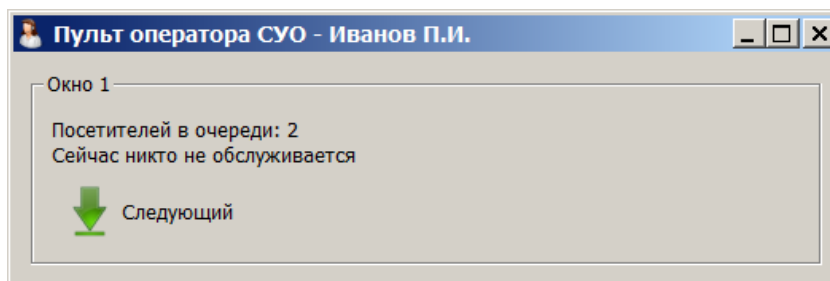 Пульт оператора СУО - Иванов П.И.
Окно 1
Посетителей в очереди: 2
Сейчас никто не обслуживается
Следующий